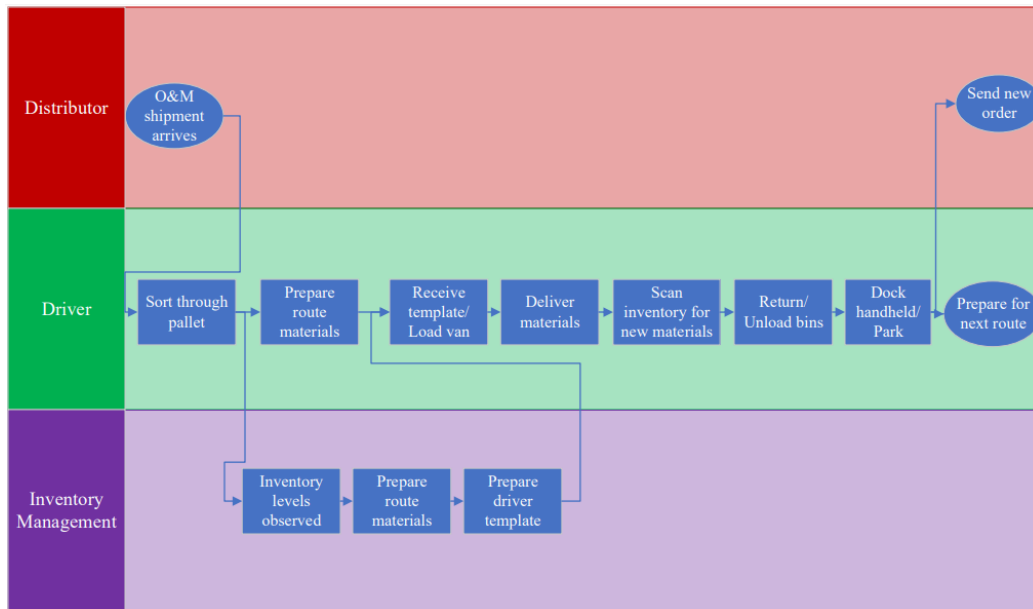 Distributor
O&M
shipment
arrives
Send new
order
Driver
Sort through
pallet
Prepare
route
materials
Receive
template/
Load van
Deliver
materials
Scan
inventory for
new materials
Return/
Unload bins
Dock
handheld/
Park
Prepare for
next route
Inventory
Management
Inventory
levels
observed
Prepare
route
materials
Prepare
driver
template